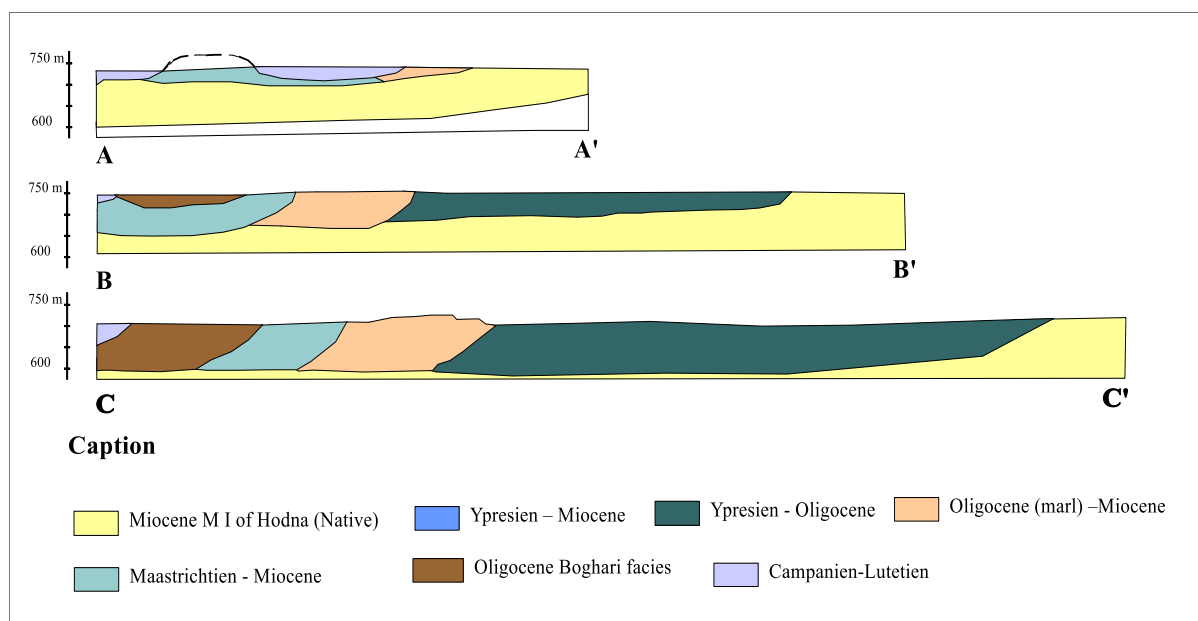 750 m
600
A
A'
750 m
600
B
B'
750 m
600
C
C'
Caption
Miocene M I of Hodna (Native)
Ypresien – Miocene
Ypresien - Oligocene
Oligocene (marl) –Miocene
Maastrichtien - Miocene
Oligocene Boghari facies
Campanien-Lutetien